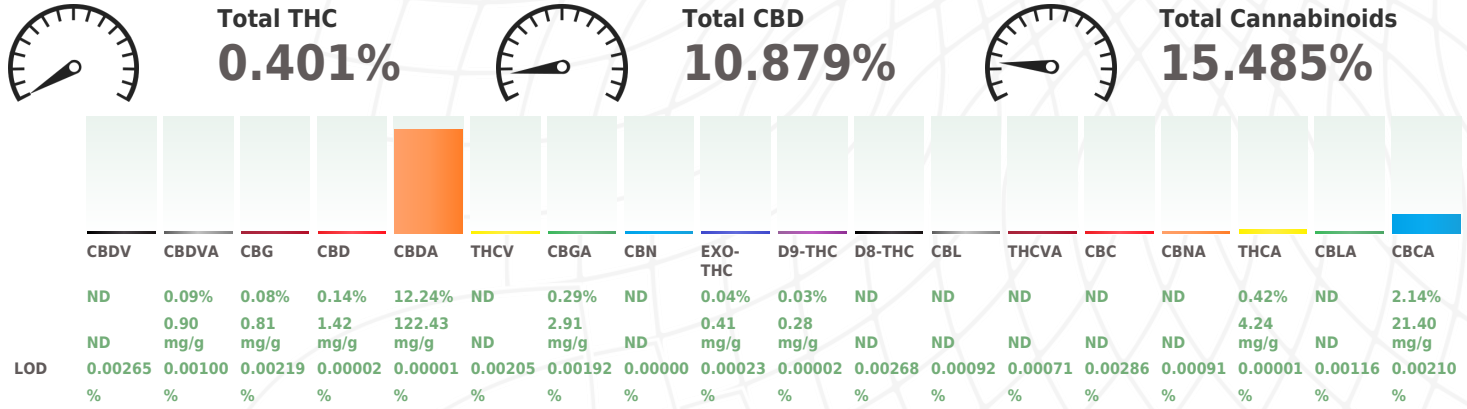 Total THC
0.401%
Total CBD
10.879%
Total Cannabinoids
15.485%
CBDV CBDVA CBG CBD CBDA THCV CBGA CBN EXO- D9-THC D8-THC CBL THCVA CBC CBNA THCA CBLA CBCA
THC
ND 0.09% 0.08% 0.14% 12.24% ND 0.29% ND 0.04% 0.03% ND ND ND ND ND 0.42% ND 2.14%
0.90 0.81 1.42 122.43 2.91 0.41 0.28 4.24 21.40
ND mg/g mg/g mg/g mg/g ND mg/g ND mg/g mg/g ND ND ND ND ND mg/g ND mg/g
LOD 0.00265 0.00100 0.00219 0.00002 0.00001 0.00205 0.00192 0.00000 0.00023 0.00002 0.00268 0.00092 0.00071 0.00286 0.00091 0.00001 0.00116 0.00210
% % % % % % % % % % % % % % % % % %